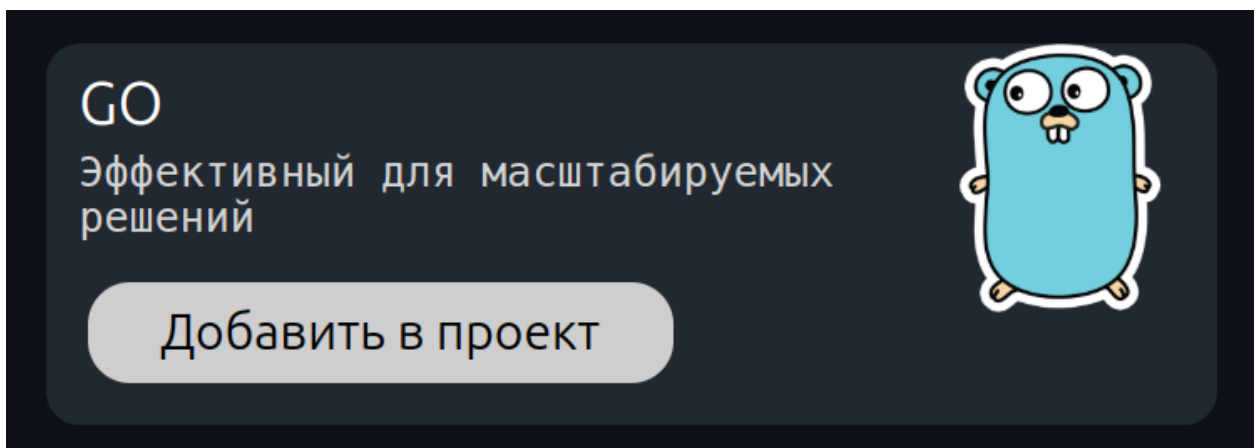 GO
Эффективный для масштабируемых
решений
Добавить в проект